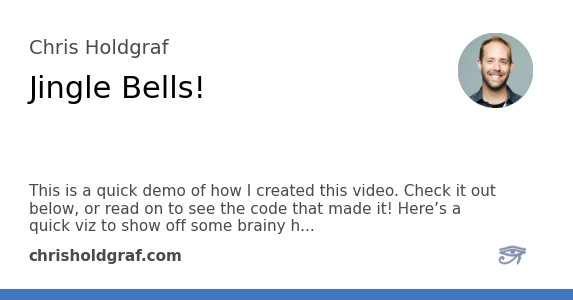 Chris Holdgraf
Jingle Bells!
This is a quick demo of how I created this video. Check it out
below, or read on to see the code that made it! Here’s a
quick viz to show off some brainy h...
chrisholdgraf.com